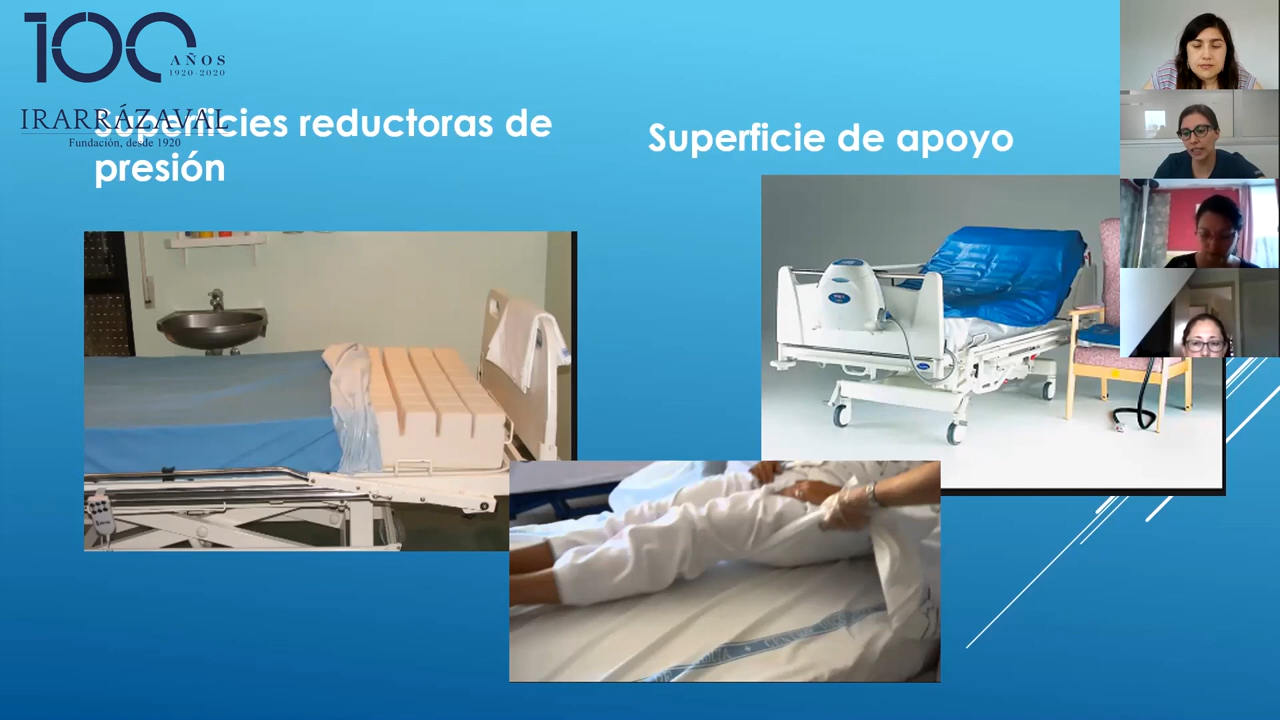 100
AÑOS
1920-2020
IRARRÁZAVAL
Fundación, desde 1920
Superficies reductoras de
presión
Superficie de apoyo